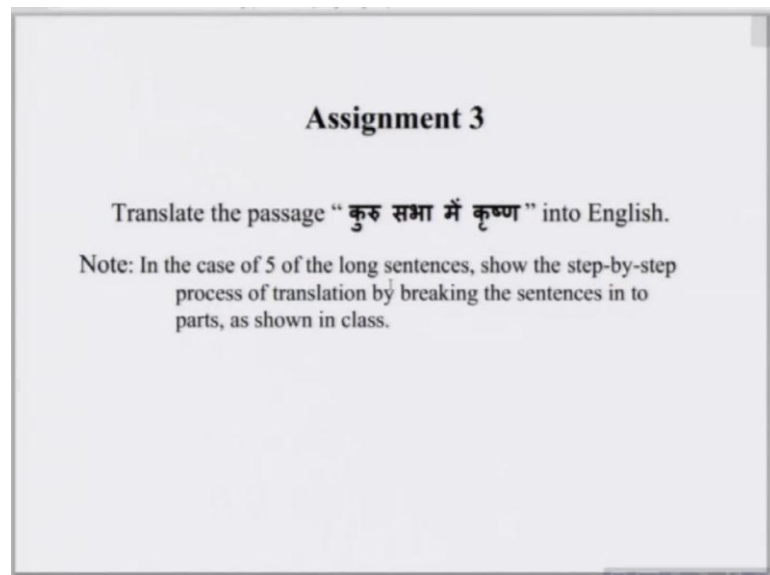 Assignment 3
Translate the passage “ कुरु सभा में कृष्ण ” into English.
Note: In the case of 5 of the long sentences, show the step-by-step
process of translation by breaking the sentences in to
parts, as shown in class.